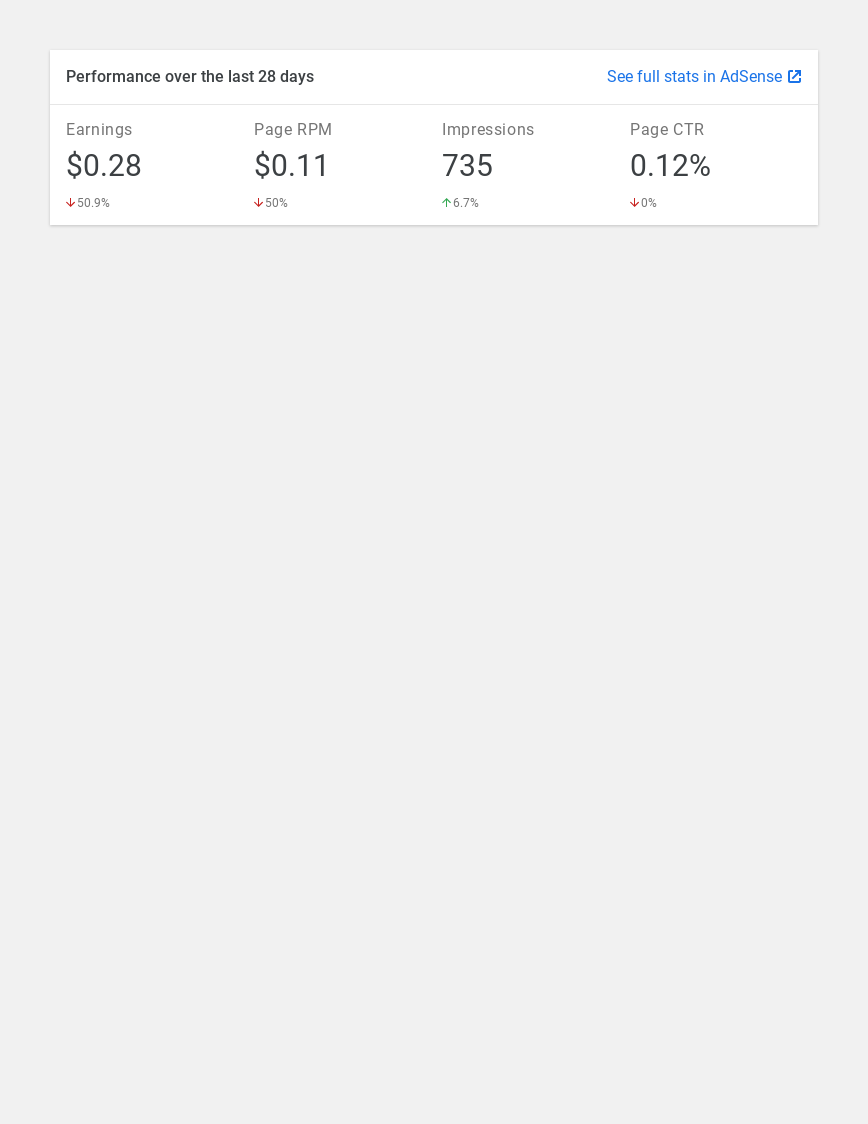 Performance over the last 28 days
See full stats in AdSense
Earnings
$0.28
50.9%
Page RPM
$0.11
50%
Impressions
735
6.7%
Page CTR
0.12%
0%